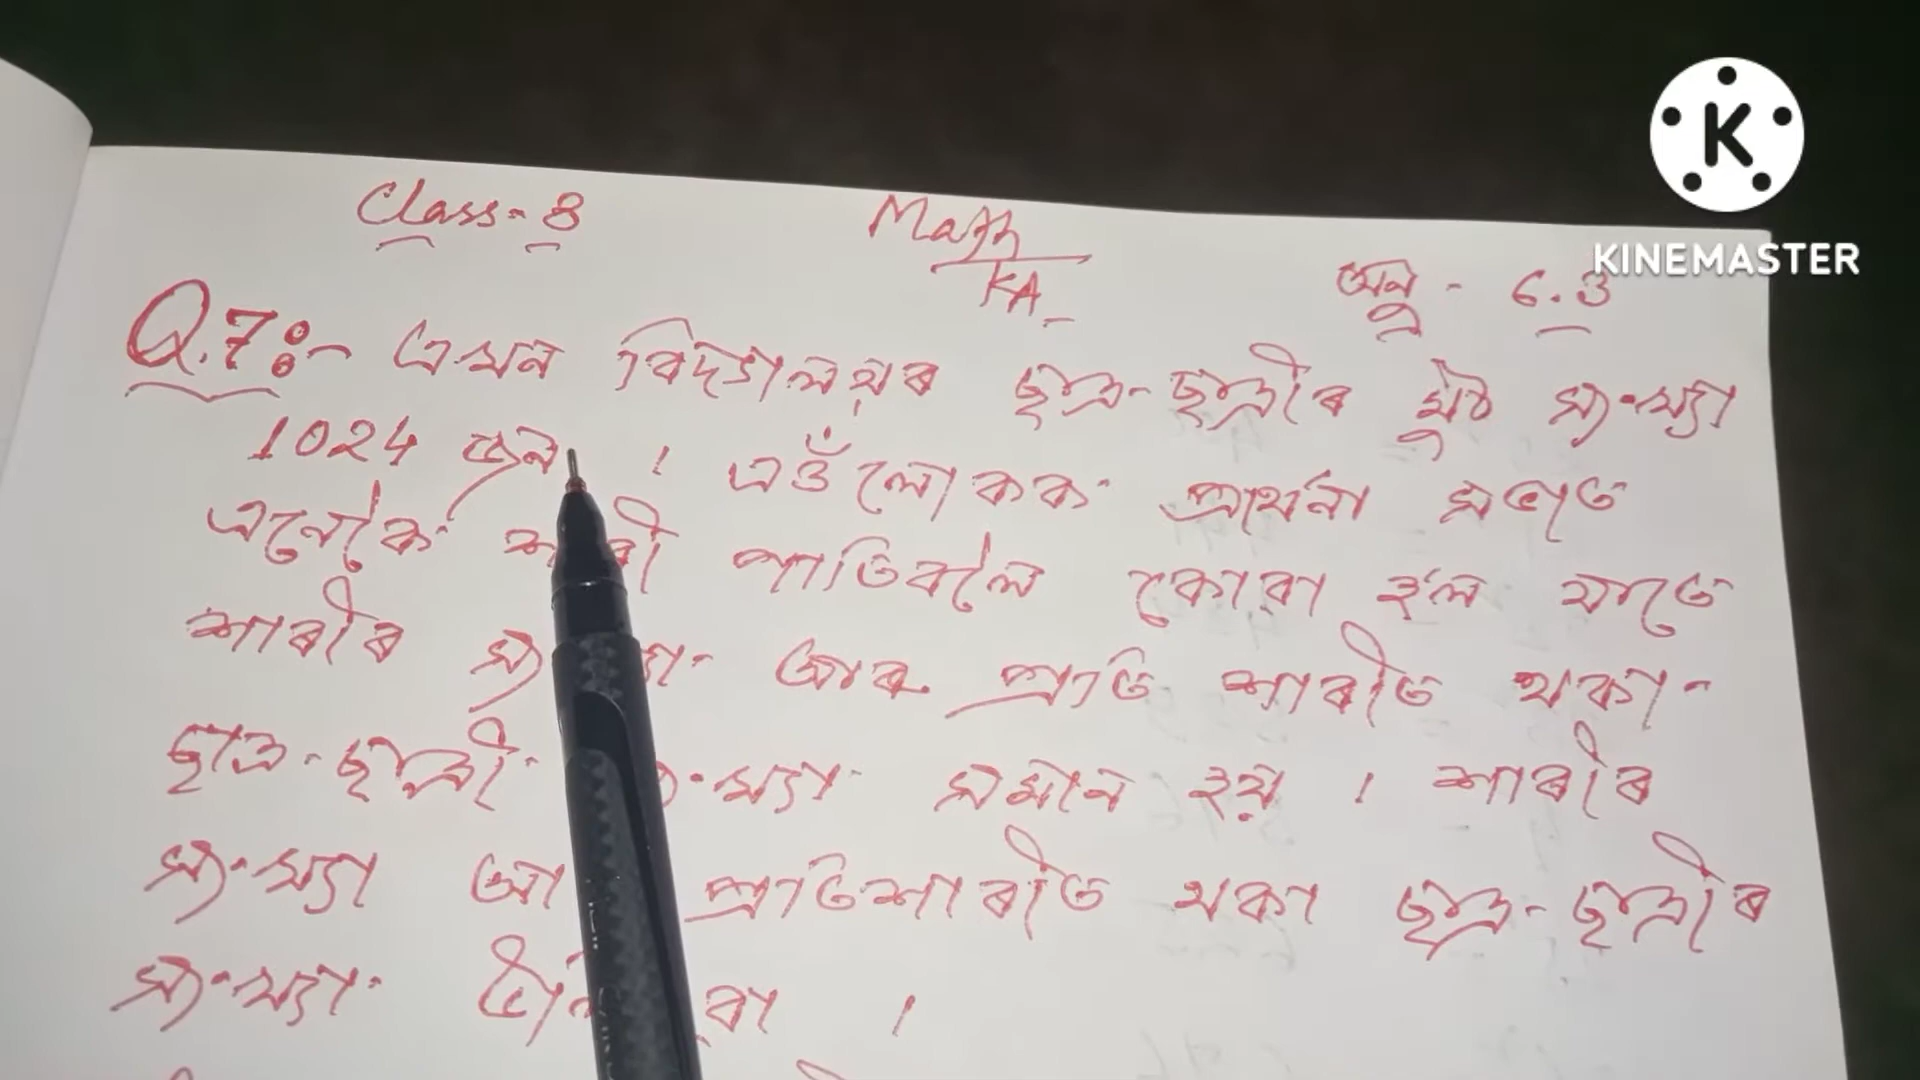 Class-8
Math
KA
KINEMASTER
অনু - 6.3
Q.7:- এখন বিদ্যালয়ৰ ছাত্ৰ-ছাত্ৰীৰ মুঠ সংখ্যা
1024 জন । এওঁলোকক প্ৰাৰ্থনা সভাত
এনেকৈ শাৰী পাতিবলৈ কোৱা হ'ল যাতে
শাৰীৰ আৰু প্ৰতি শাৰীত থকা
ছাত্ৰ-ছাত্ৰী সংখ্যা সমান হয় । শাৰীৰ
সংখ্যা প্ৰতিশাৰীত থকা ছাত্ৰ-ছাত্ৰীৰ
সংখ্যা ।